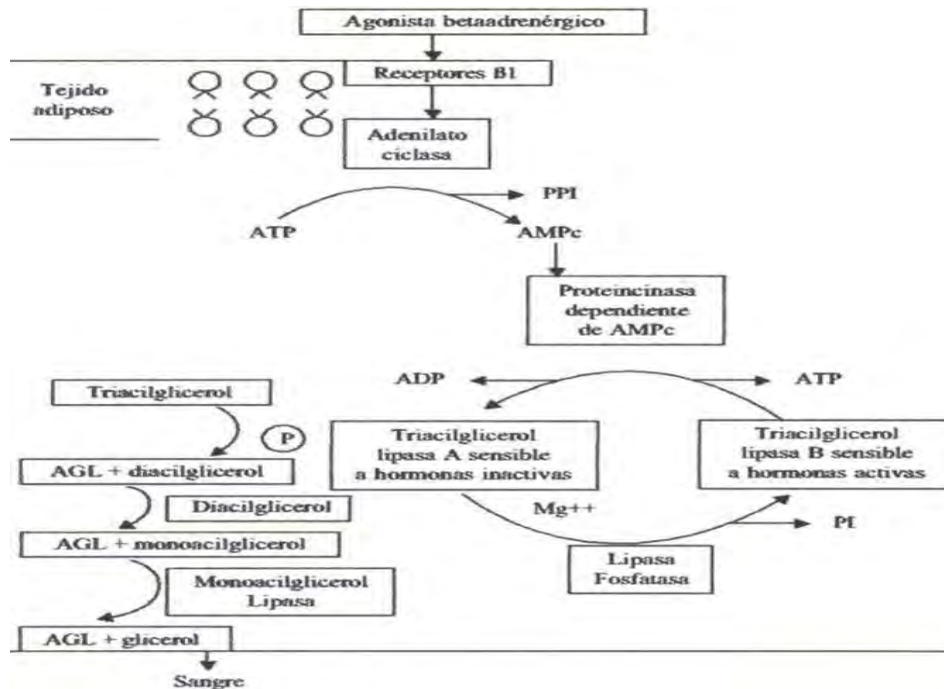 Agonista betaadrenérgico
Receptores B1
Tejido
adiposo
Adenilato
ciclasa
PPI
ATP
AMPc
Proteincinasa
dependiente
de AMPc
ADP
ATP
Triacilglicerol
P
Triacilglicerol
lipasa A sensible
a hormonas inactivas
Triacilglicerol
lipasa B sensible
a hormonas activas
AGL + diacilglicerol
Diacilglicerol
Mg++
PI
AGL + monoacilglicerol
Lipasa
Fosfatasa
Monoacilglicerol
Lipasa
AGL + glicerol
Sangre